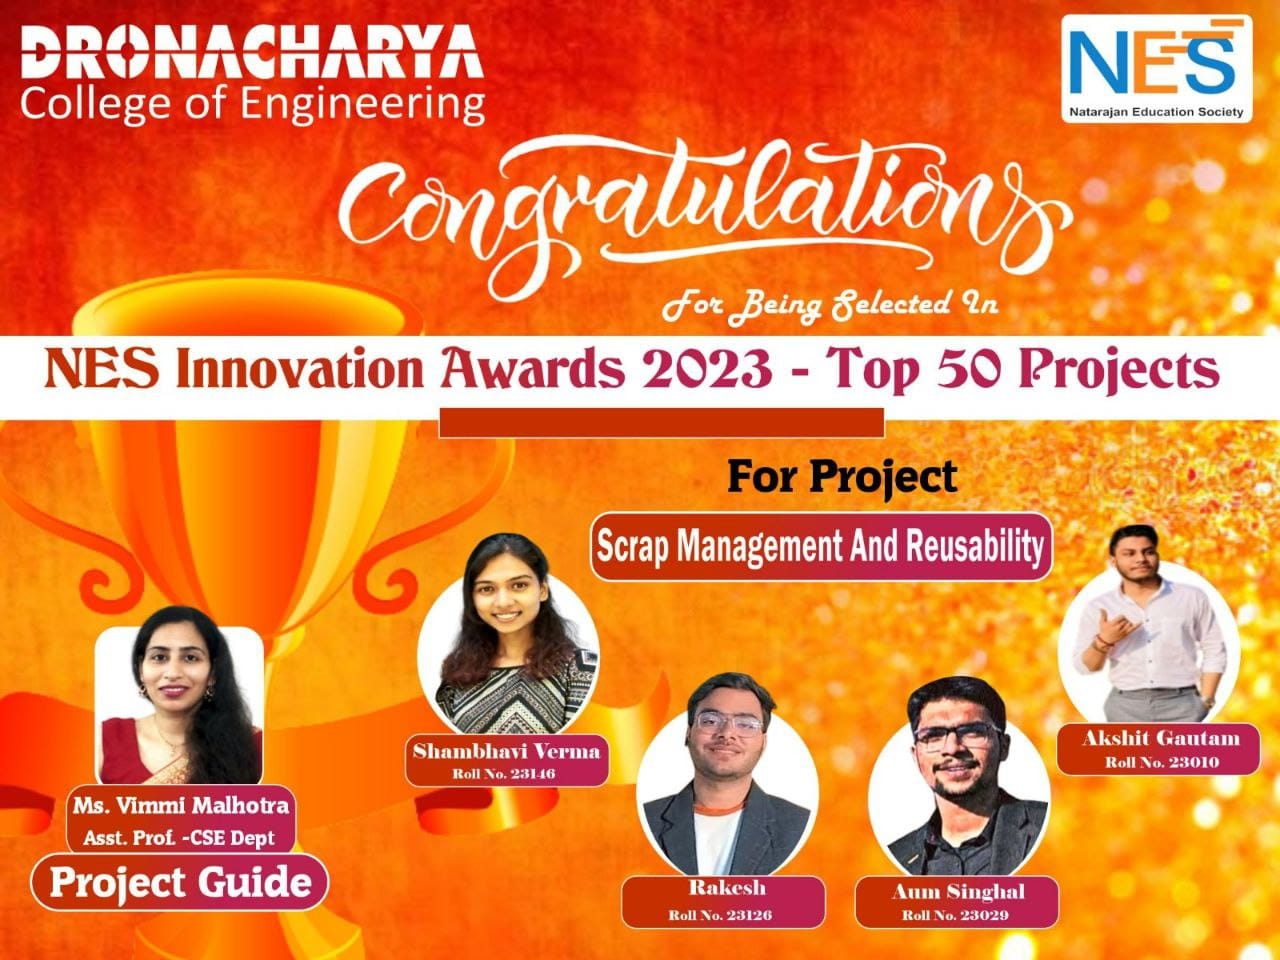 DRONACHARYA
College of Engineering
NES
Natarajan Education Society
Congratulations
For Being Selected In
NES Innovation Awards 2023 - Top 50 Projects
For Project
Scrap Management And Reusability
Shambhavi Verma
Roll No. 23146
Akshit Gautam
Roll No. 23010
Ms. Vimmi Malhotra
Asst. Prof. -CSE Dept
Project Guide
Rakesh
Roll No. 23126
Aum Singhal
Roll No. 23029